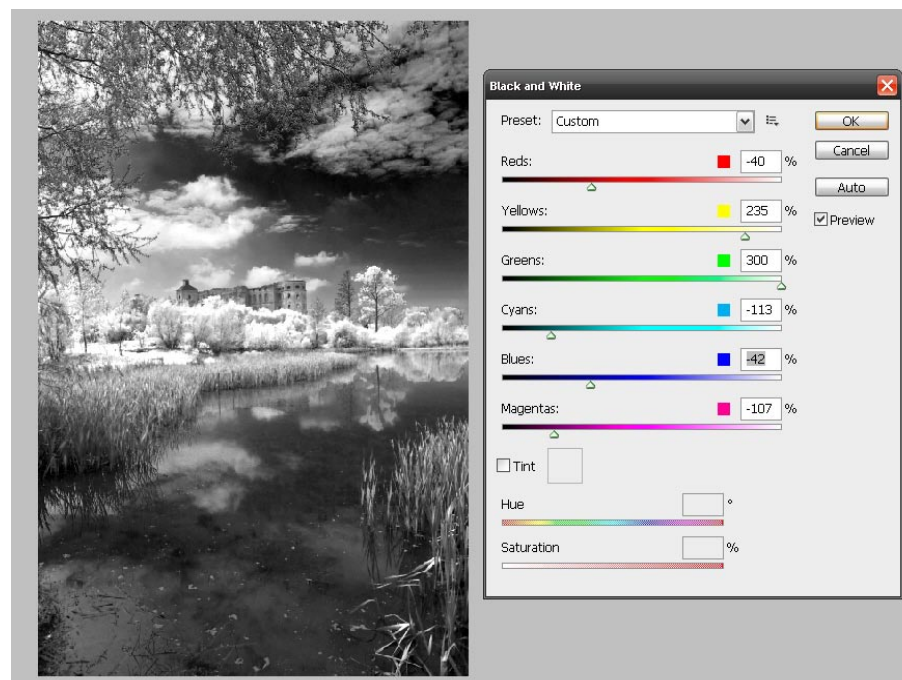 Black and White
Preset: Custom
OK
Cancel
Auto
Preview
Reds: -40 %
Yellows: 235 %
Greens: 300 %
Cyans: -113 %
Blues: -42 %
Magentas: -107 %
Tint
Hue °
Saturation %